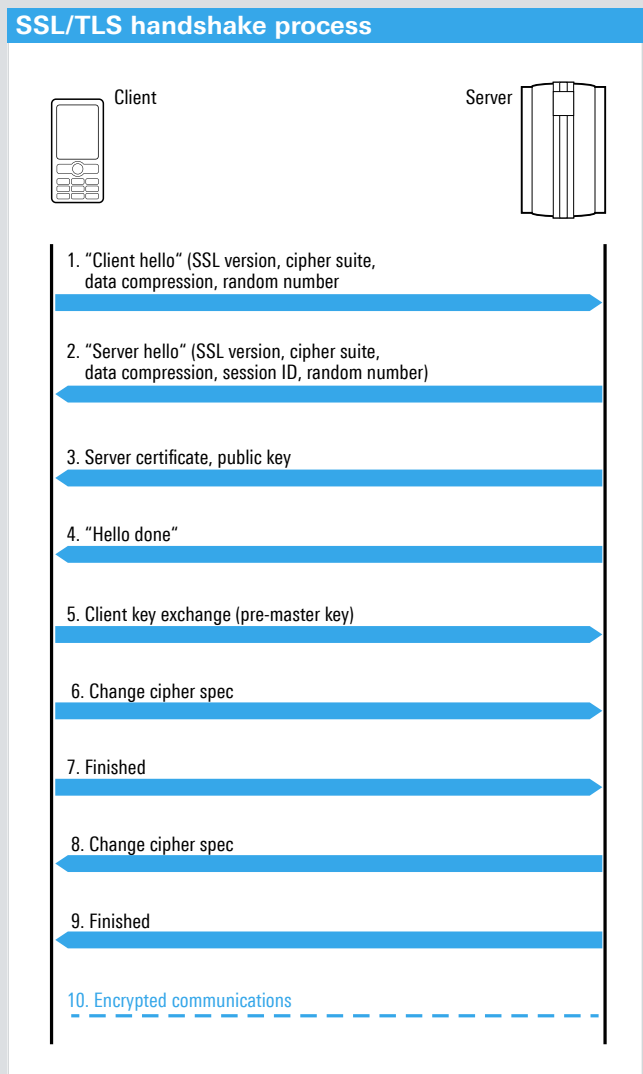 SSL/TLS handshake process
Client
Server
1. “Client hello“ (SSL version, cipher suite,
data compression, random number
2. “Server hello“ (SSL version, cipher suite,
data compression, session ID, random number)
3. Server certificate, public key
4. “Hello done“
5. Client key exchange (pre-master key)
6. Change cipher spec
7. Finished
8. Change cipher spec
9. Finished
10. Encrypted communications